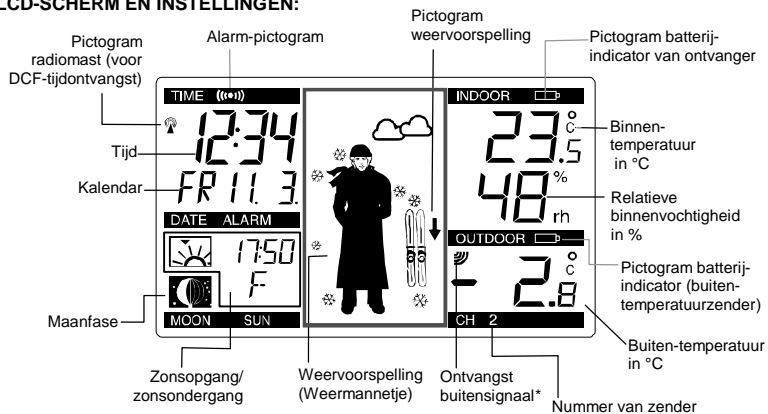 LCD-SCHERM EN INSTELLINGEN:
Pictogram
radiomast (voor
DCF-tijdontvangst)
Alarm-pictogram
Pictogram
weervoorspelling
Pictogram batterij-
indicator van ontvanger
TIME
12:34
Tijd
Kalendar
FR 11. 3.
DATE ALARM
17:50
F
Maanfase
MOON SUN
INDOOR
23.5 °C
48 % rh
Binnen-
temperatuur
in °C
Relatieve
binnenvochtigheid
in %
OUTDOOR
-2.8 °C
CH 2
Pictogram batterij-
indicator (buiten-
temperatuurzender)
Buiten-temperatuur
in °C
Zonsopgang/
zonsondergang
Weervoorspelling
(Weermannetje)
Ontvangst
buitensignaal*
Nummer van zender